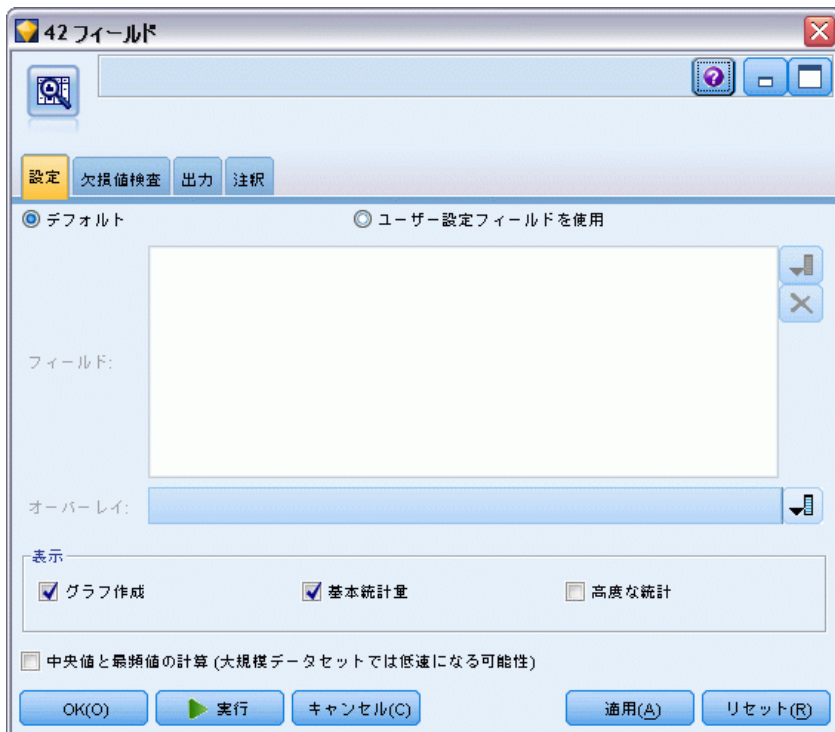 42 フィールド
設定 欠損値検査 出力 注釈
デフォルト ユーザー設定フィールドを使用
フィールド:
オーバーレイ:
表示
グラフ作成 基本統計量 高度な統計
中央値と最頻値の計算 (大規模データセットでは低速になる可能性)
OK(O) 実行 キャンセル(C) 適用(A) リセット(R)